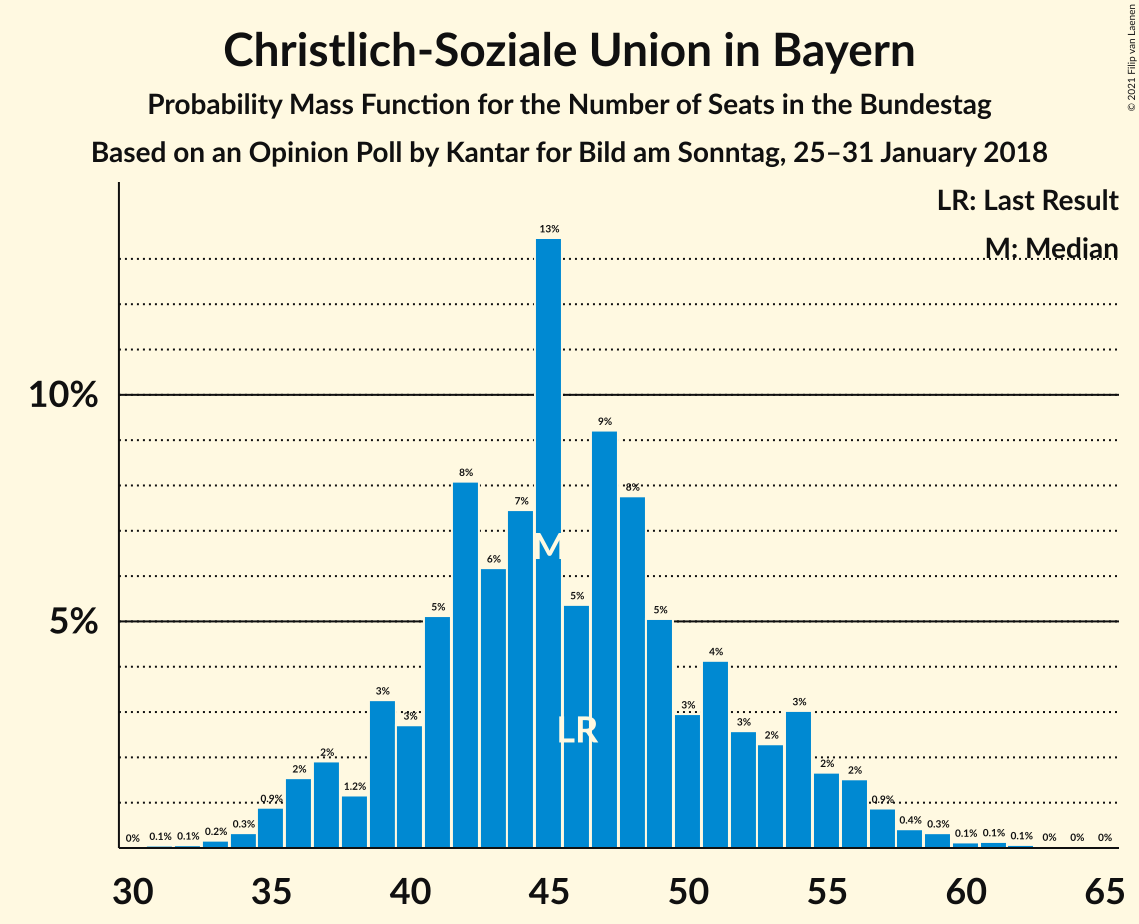 Christlich-Soziale Union in Bayern
Probability Mass Function for the Number of Seats in the Bundestag
Based on an Opinion Poll by Kantar for Bild am Sonntag, 25–31 January 2018
© 2021 Filip van Laenen
LR: Last Result
M: Median
10%
5%
0% 0.1% 0.1% 0.2% 0.3% 0.9% 2% 2% 1.2% 3% 3% 5% 8% 6% 7% 13% 5% 9% 8% 5% 3% 4% 3% 2% 3% 2% 2% 0.9% 0.4% 0.3% 0.1% 0.1% 0.1% 0% 0% 0%
M
LR
30 35 40 45 50 55 60 65